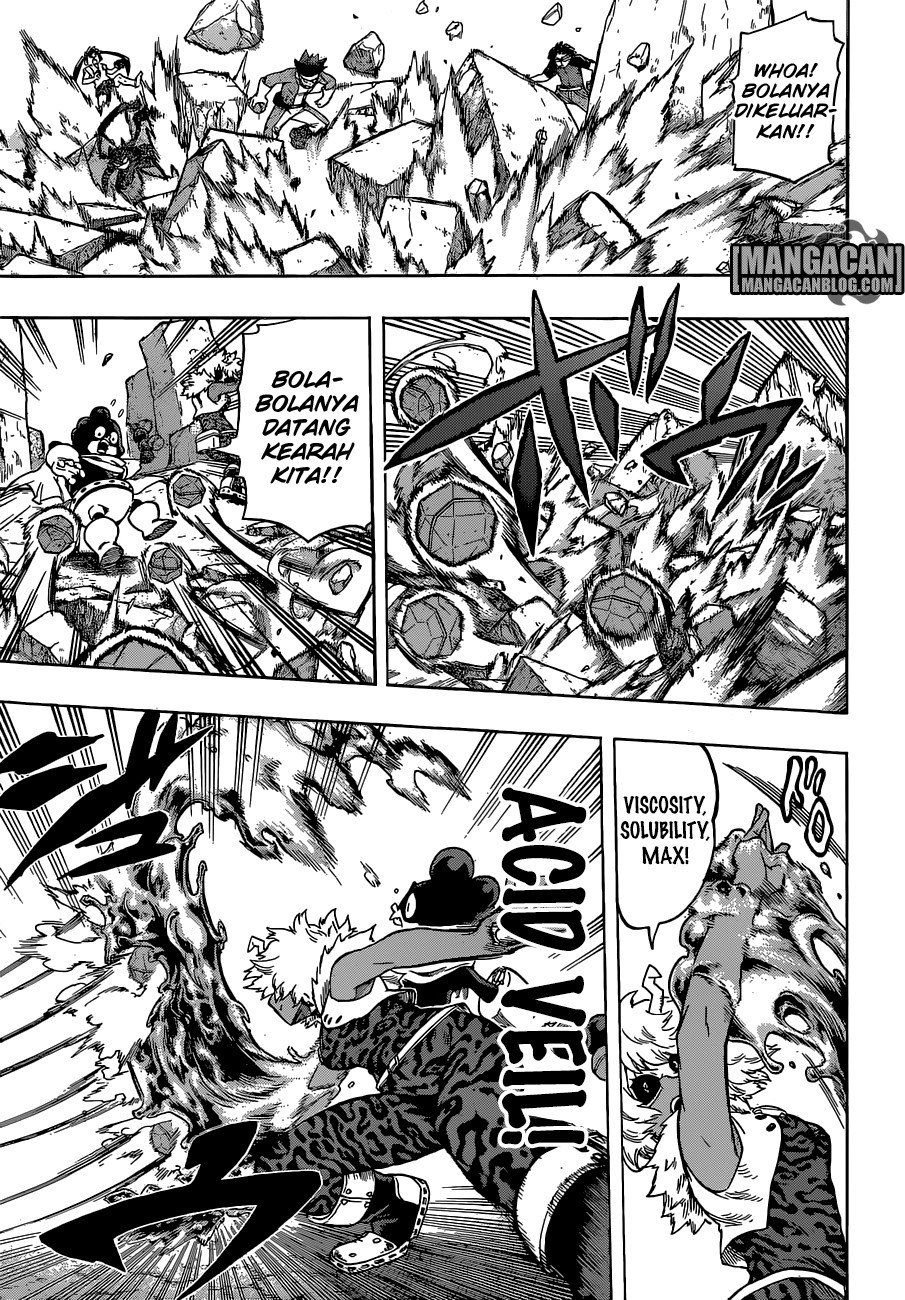 WHOA!
BOLANYA
DIKELUAR-
KAN!!
MANGACAN
MANGACANBLOG.COM
BOLA-
BOLANYA
DATANG
KEARAH
KITA!!
VISCOSITY,
SOLUBILITY,
MAX!
ACID VEIL!